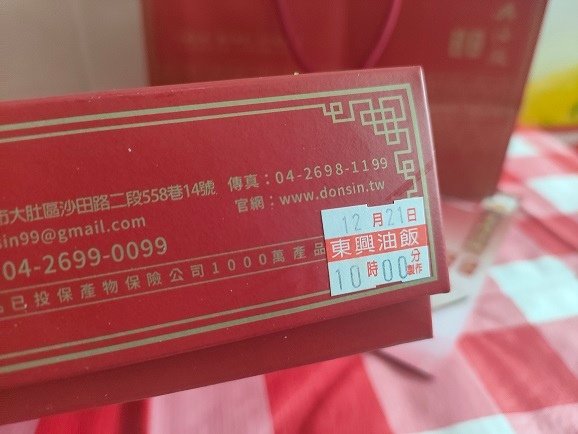 市大肚區沙田路二段558巷14號 傳真：04-2698-1199
sin99@gmail.com 官網：www.donsin.tw
04-2699-0099
已投保產物保險公司1000萬產品
12月21日
東興油飯
10時00分
製作